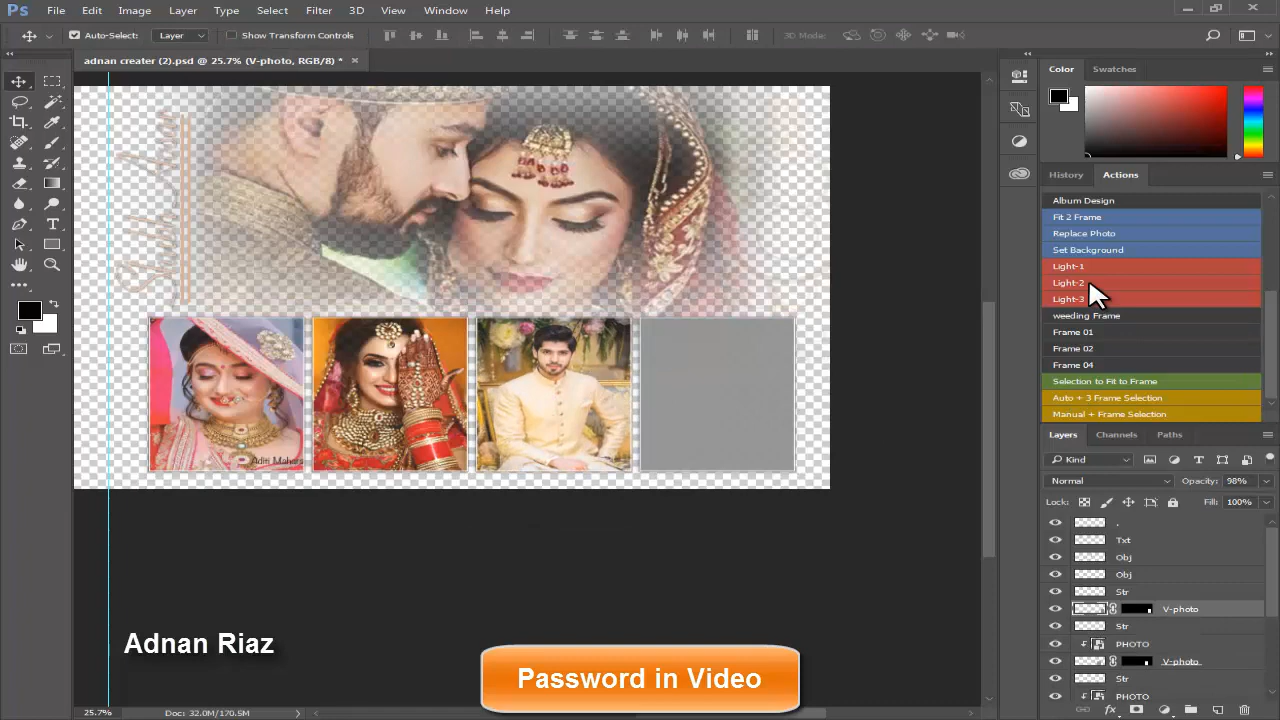 Ps File Edit Image Layer Type Select Filter 3D View Window Help
Auto-Select: Layer Show Transform Controls 3D Mode:
adnan creater (2).psd @ 25.7% (V-photo, RGB/8) *
Color Swatches
History Actions
Album Design
Fit 2 Frame
Replace Photo
Set Background
Light-1
Light-2
Light-3
weeding Frame
Frame 01
Frame 02
Frame 04
Selection to Fit to Frame
Auto + 3 Frame Selection
Manual + Frame Selection
Layers Channels Paths
Kind
Normal Opacity: 98%
Lock: Fill: 100%
.
Txt
Obj
Obj
Str
V-photo
Str
PHOTO
V-photo
Str
PHOTO
Adnan Riaz
Password in Video
25.7% Doc: 32.0M/170.5M